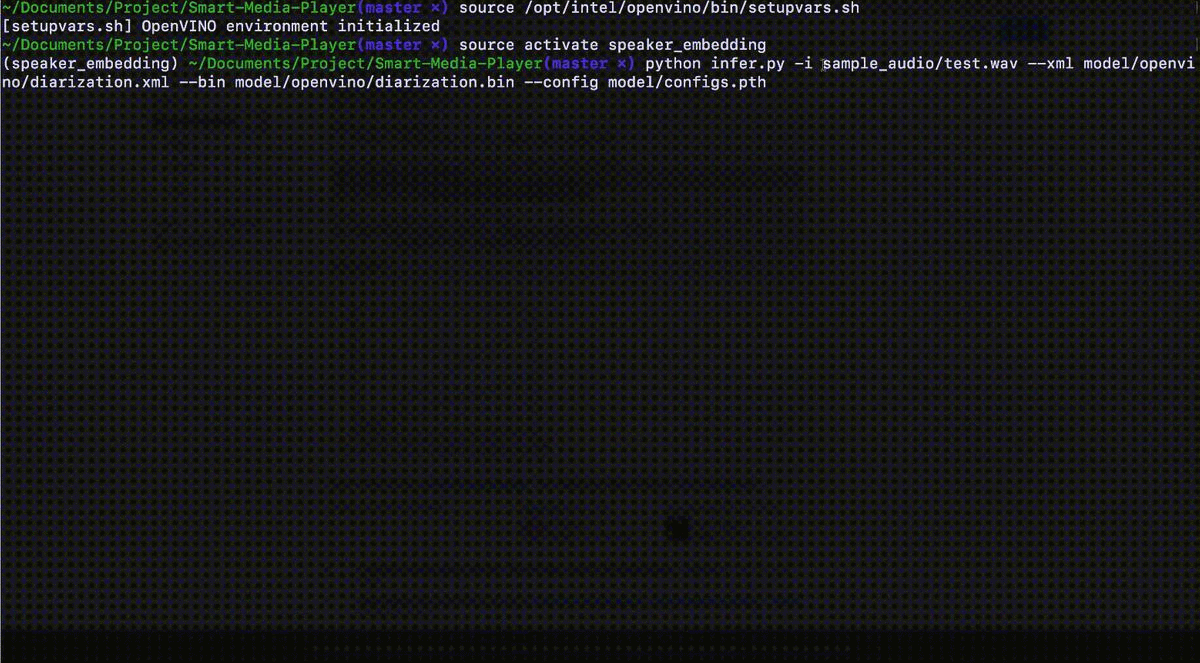 ~/Documents/Project/Smart-Media-Player(master ×) source /opt/intel/openvino/bin/setupvars.sh
[setupvars.sh] OpenVINO environment initialized
~/Documents/Project/Smart-Media-Player(master ×) source activate speaker_embedding
(speaker_embedding) ~/Documents/Project/Smart-Media-Player(master ×) python infer.py -i sample_audio/test.wav --xml model/openvi
no/diarization.xml --bin model/openvino/diarization.bin --config model/configs.pth